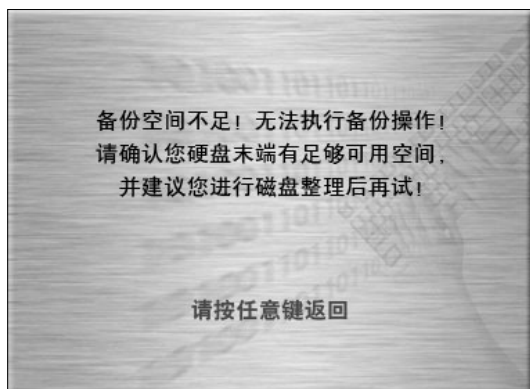 备份空间不足！无法执行备份操作！
请确认您硬盘末端有足够可用空间，
并建议您进行磁盘整理后再试！
请按任意键返回